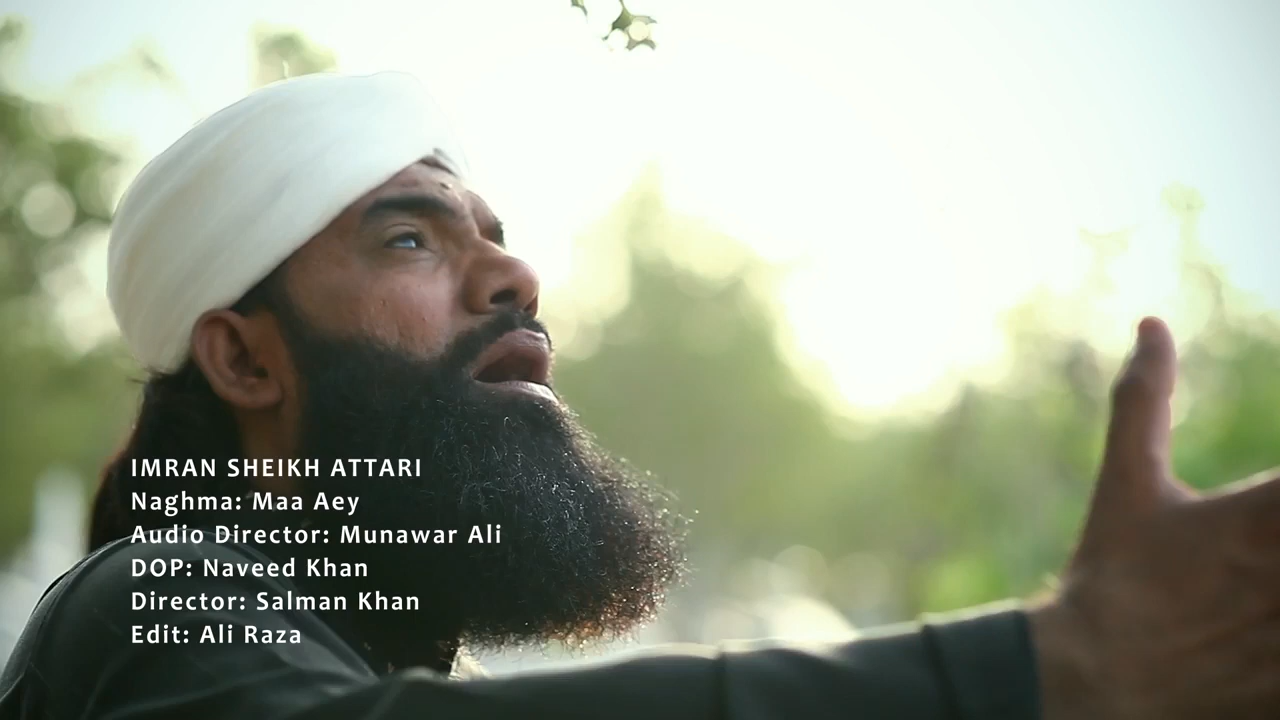 IMRAN SHEIKH ATTARI
Naghma: Maa Aey
Audio Director: Munawar Ali
DOP: Naveed Khan
Director: Salman Khan
Edit: Ali Raza